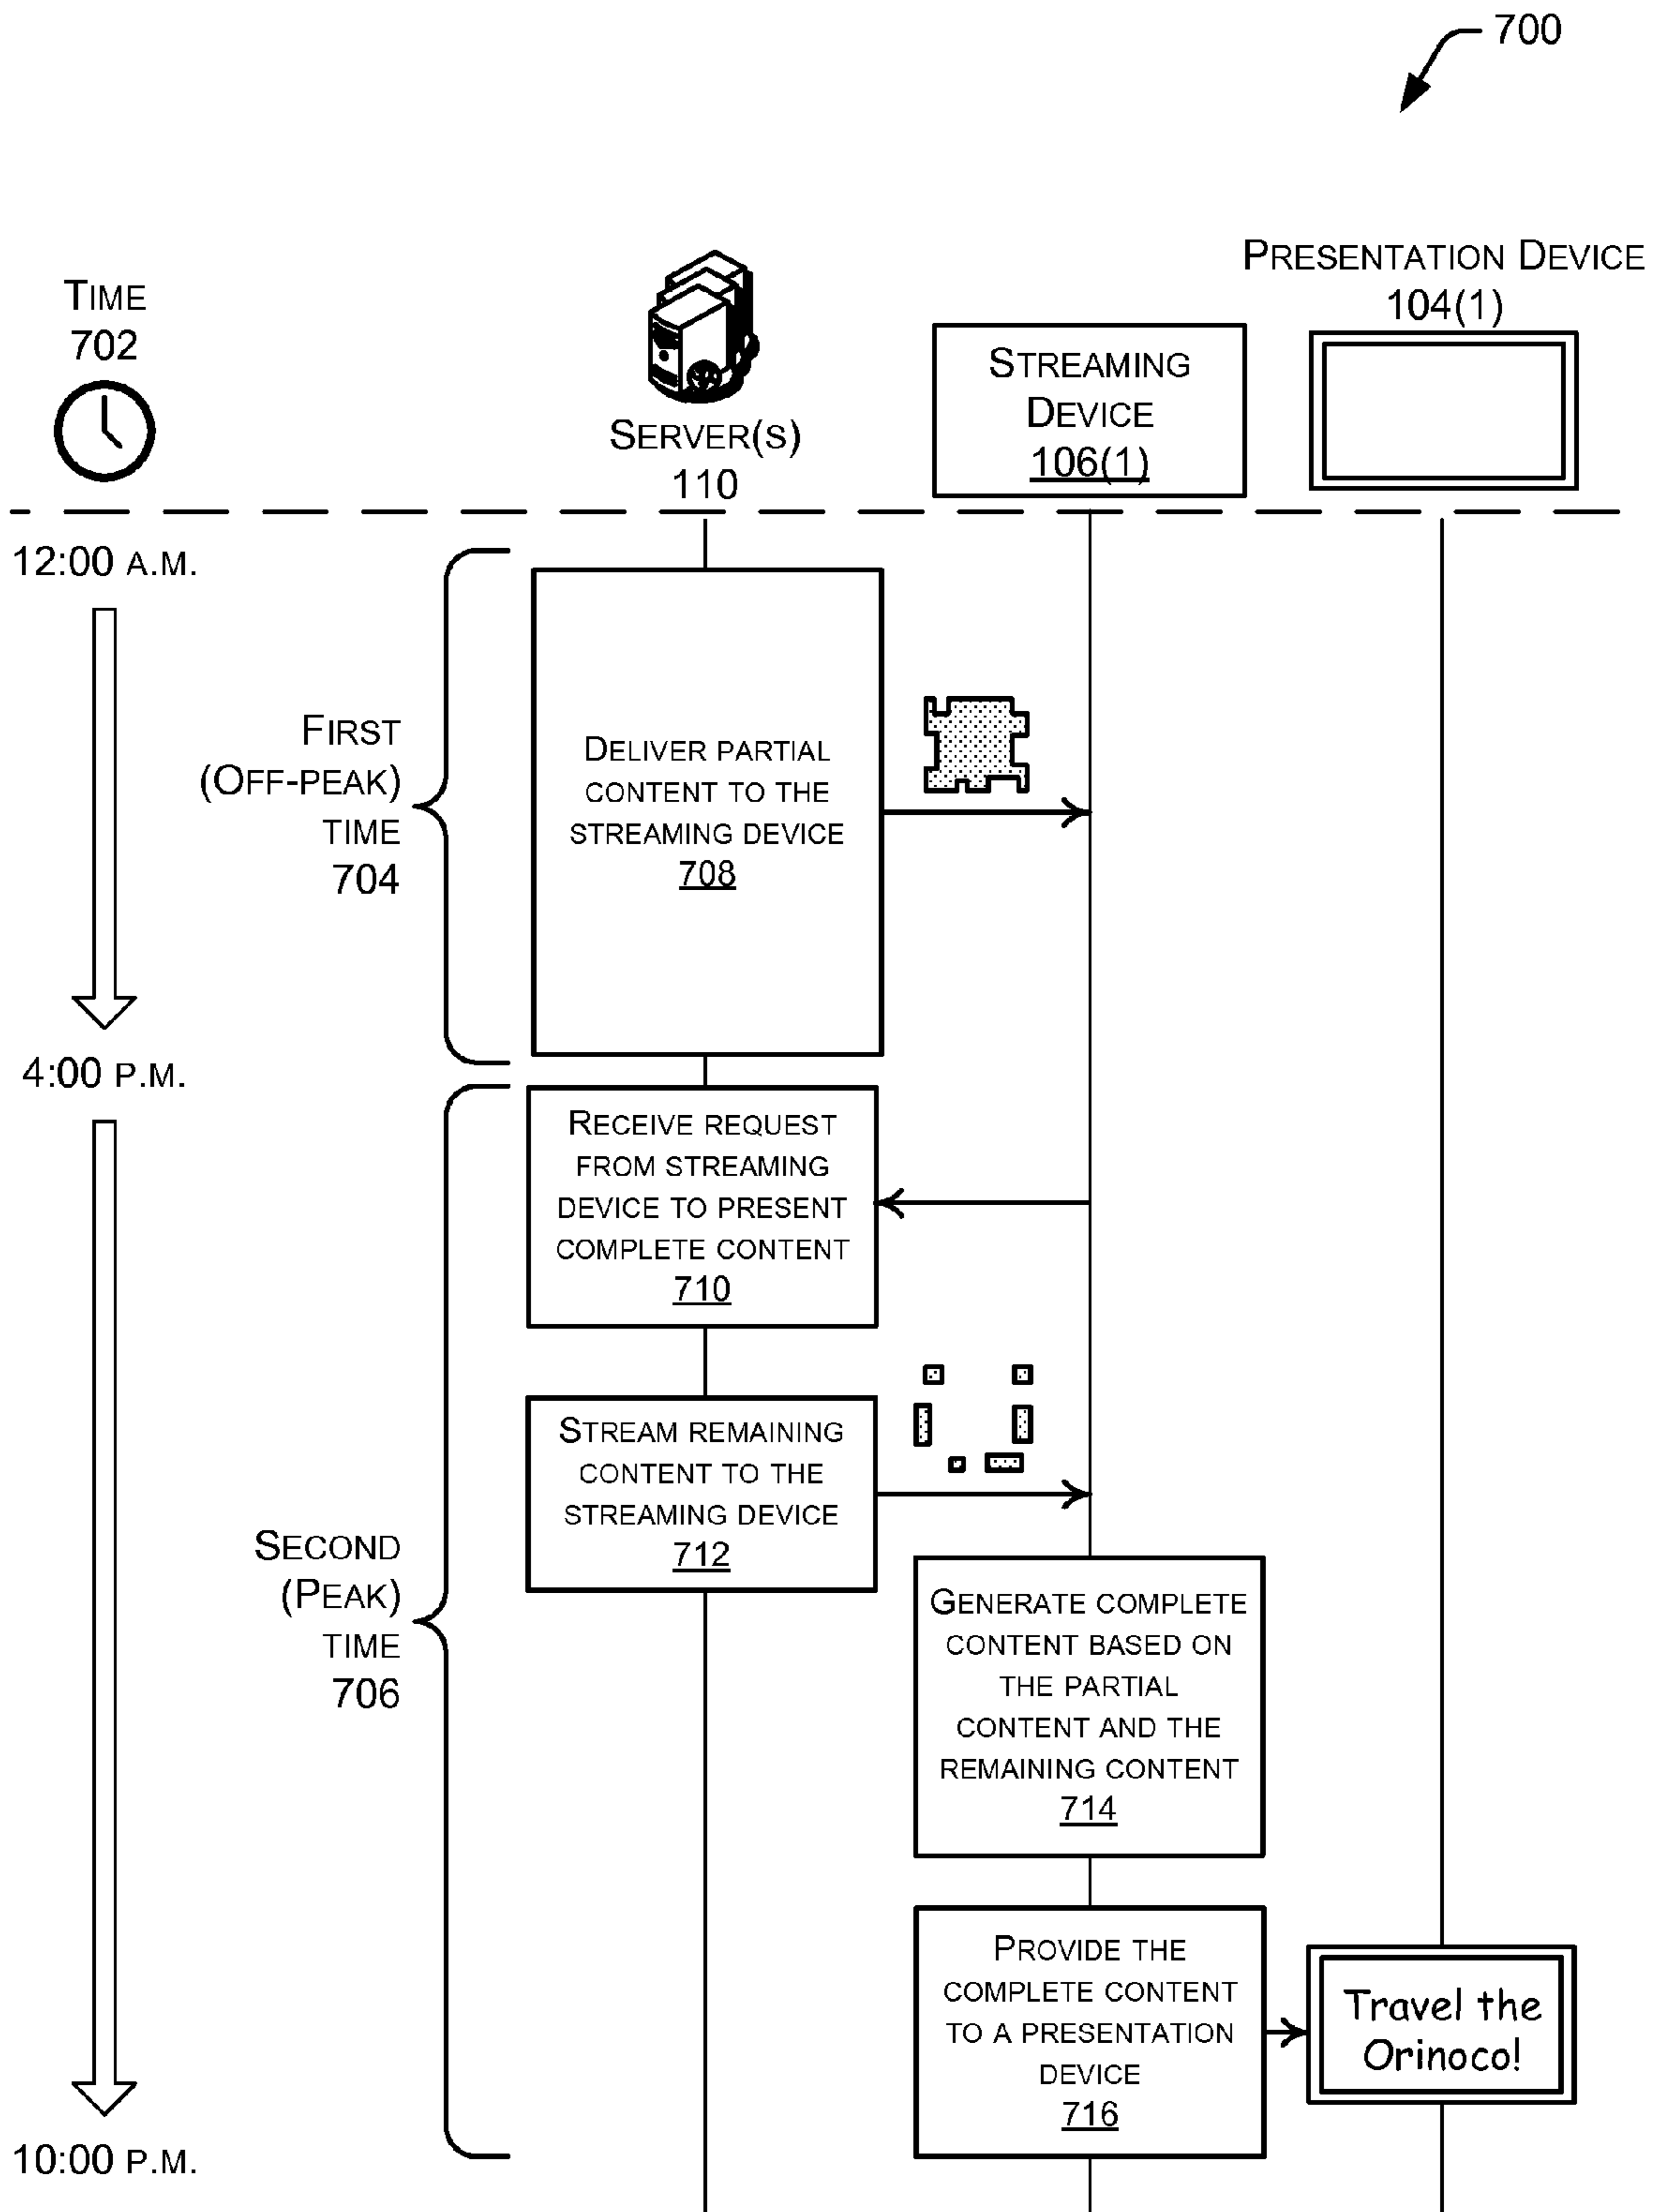 700
TIME
702
SERVER(S)
110
STREAMING
DEVICE
106(1)
PRESENTATION DEVICE
104(1)
12:00 A.M.
FIRST
(OFF-PEAK)
TIME
704
DELIVER PARTIAL
CONTENT TO THE
STREAMING DEVICE
708
4:00 P.M.
RECEIVE REQUEST
FROM STREAMING
DEVICE TO PRESENT
COMPLETE CONTENT
710
STREAM REMAINING
CONTENT TO THE
STREAMING DEVICE
712
SECOND
(PEAK)
TIME
706
GENERATE COMPLETE
CONTENT BASED ON
THE PARTIAL
CONTENT AND THE
REMAINING CONTENT
714
PROVIDE THE
COMPLETE CONTENT
TO A PRESENTATION
DEVICE
716
Travel the
Orinoco!
10:00 P.M.